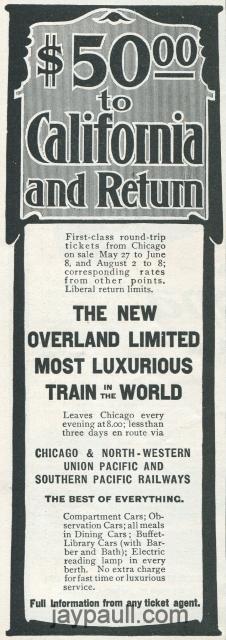 $50.00
to
California
and Return
First-class round-trip
tickets from Chicago
on sale May 27 to June
8, and August 2 to 8;
corresponding rates
from other points.
Liberal return limits.
THE NEW
OVERLAND LIMITED
MOST LUXURIOUS
TRAIN IN THE WORLD
Leaves Chicago every
evening at 8.00; less than
three days en route via
CHICAGO & NORTH-WESTERN
UNION PACIFIC AND
SOUTHERN PACIFIC RAILWAYS
THE BEST OF EVERYTHING.
Compartment Cars; Ob-
servation Cars; all meals
in Dining Cars; Buffet-
Library Cars (with Bar-
ber and Bath); Electric
reading lamp in every
berth. No extra charge
for fast time or luxurious
service.
Full Information from any ticket agent.
jaypaull.com